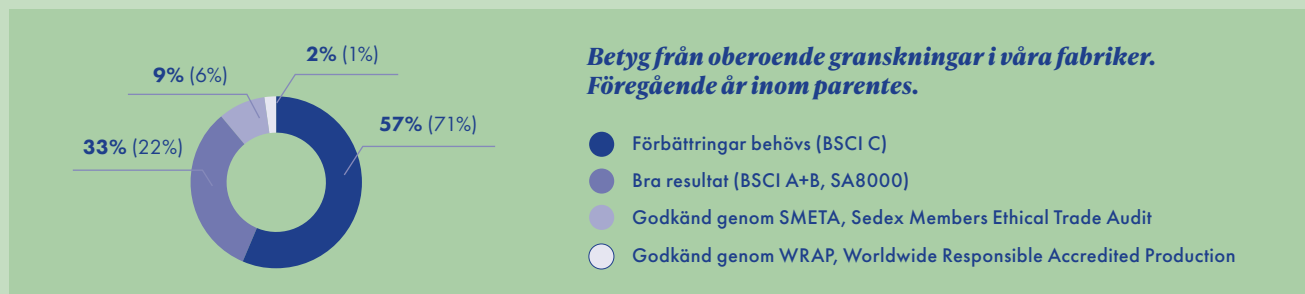 2% (1%)
9% (6%)
57% (71%)
33% (22%)
Betyg från oberoende granskningar i våra fabriker.
Föregående år inom parentes.
Förbättringar behövs (BSCI C)
Bra resultat (BSCI A+B, SA8000)
Godkänd genom SMETA, Sedex Members Ethical Trade Audit
Godkänd genom WRAP, Worldwide Responsible Accredited Production